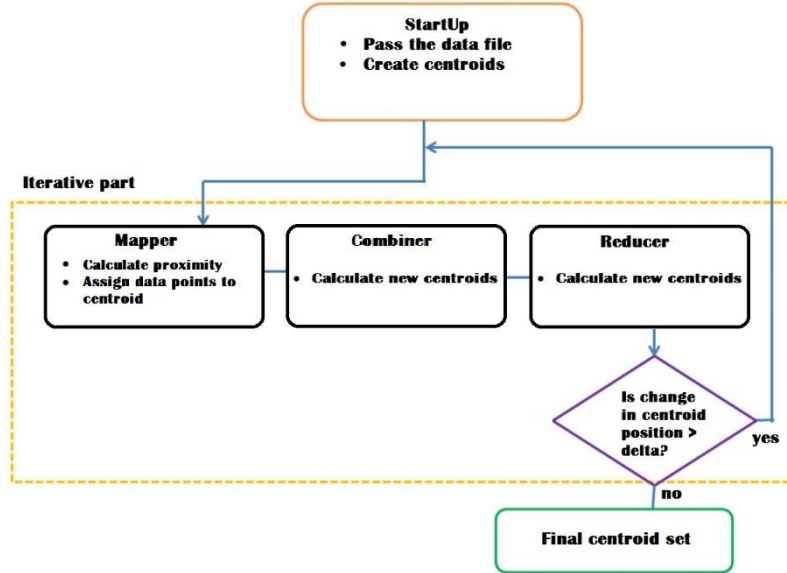 StartUp
• Pass the data file
• Create centroids
Iterative part
Mapper
• Calculate proximity
• Assign data points to
centroid
Combiner
• Calculate new centroids
Reducer
• Calculate new centroids
Is change
in centroid
position >
delta?
yes
no
Final centroid set